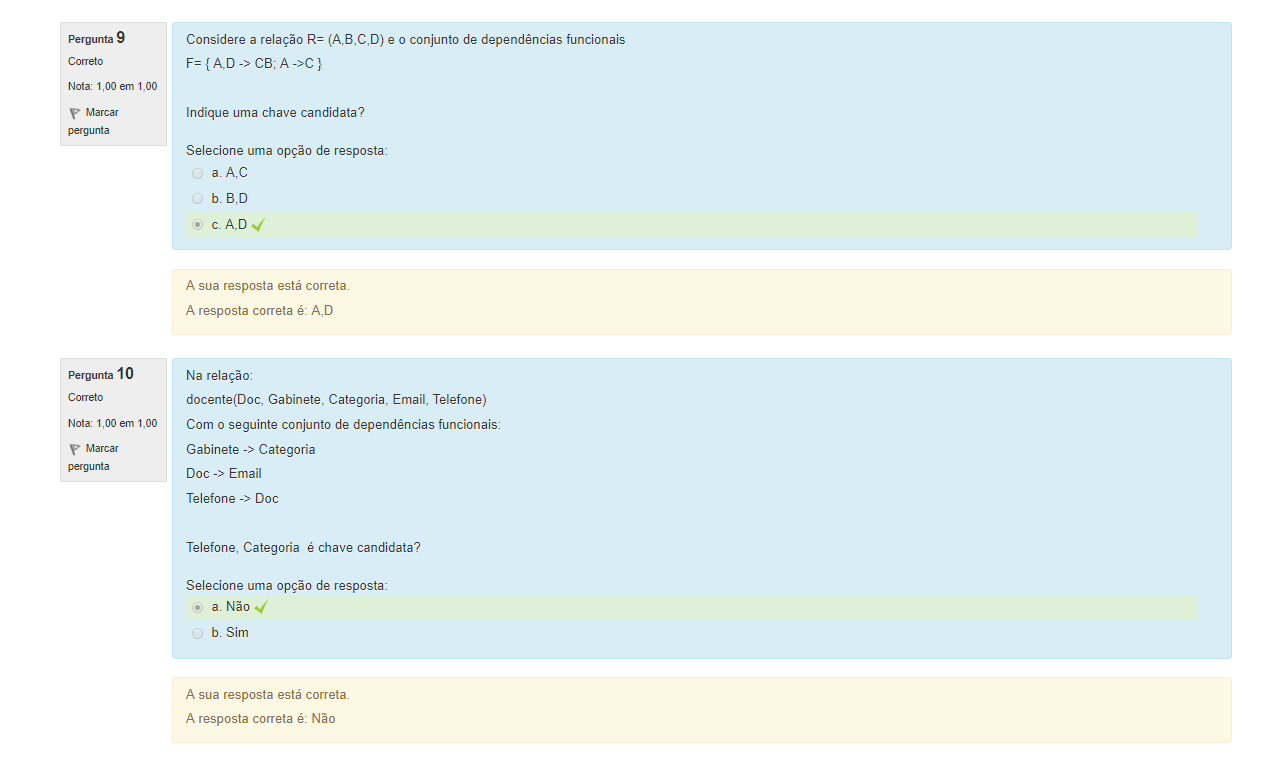 Pergunta 9
Correto
Nota: 1,00 em 1,00
Marcar
pergunta
Considere a relação R= (A,B,C,D) e o conjunto de dependências funcionais
F= { A,D -> CB; A ->C }
Indique uma chave candidata?
Selecione uma opção de resposta:
a. A,C
b. B,D
c. A,D
A sua resposta está correta.
A resposta correta é: A,D
Pergunta 10
Correto
Nota: 1,00 em 1,00
Marcar
pergunta
Na relação:
docente(Doc, Gabinete, Categoria, Email, Telefone)
Com o seguinte conjunto de dependências funcionais:
Gabinete -> Categoria
Doc -> Email
Telefone -> Doc
Telefone, Categoria  é chave candidata?
Selecione uma opção de resposta:
a. Não
b. Sim
A sua resposta está correta.
A resposta correta é: Não